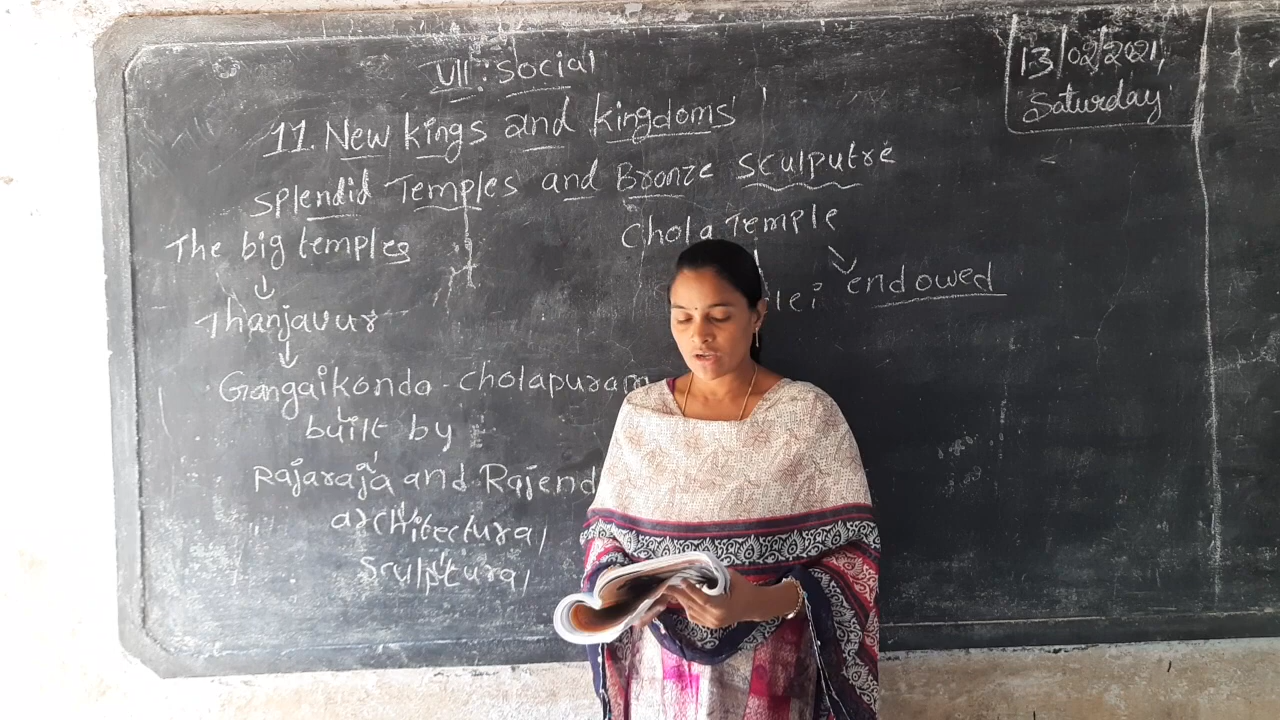 VII : Social
13/02/2021,
Saturday
11. New kings and kingdoms
Splendid Temples and Bronze sculputre
The big temples
Chola Temple
endowed
Thanjavur
Gangaikonda - cholapuram
built by
Rajaraja and Rajend
architectural
Sculptural